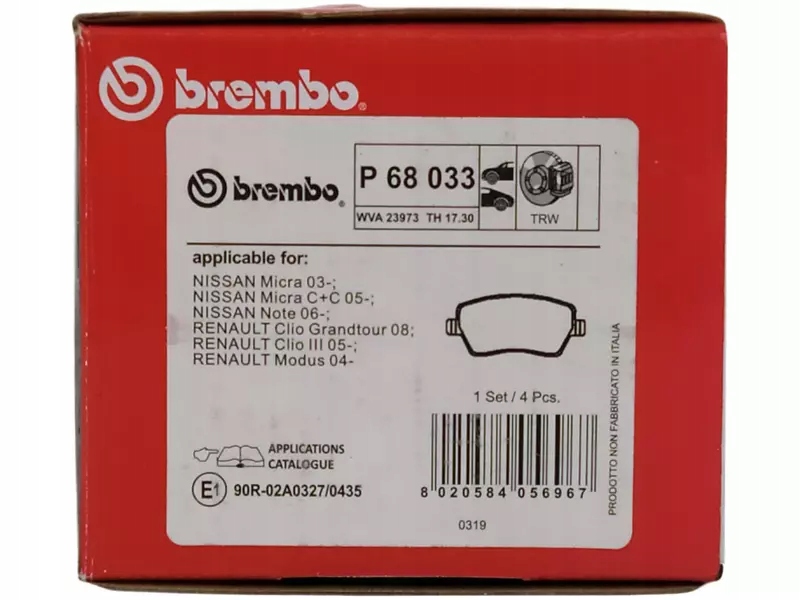 brembo®
brembo®
P 68 033
WVA 23973 TH 17.30
TRW
applicable for:
NISSAN Micra 03-;
NISSAN Micra C+C 05-;
NISSAN Note 06-;
RENAULT Clio Grandtour 08;
RENAULT Clio III 05-;
RENAULT Modus 04-
1 Set / 4 Pcs.
APPLICATIONS
CATALOGUE
E1 90R-02A0327/0435
8 020584 056967
0319
PRODOTTO NON FABBRICATO IN ITALIA